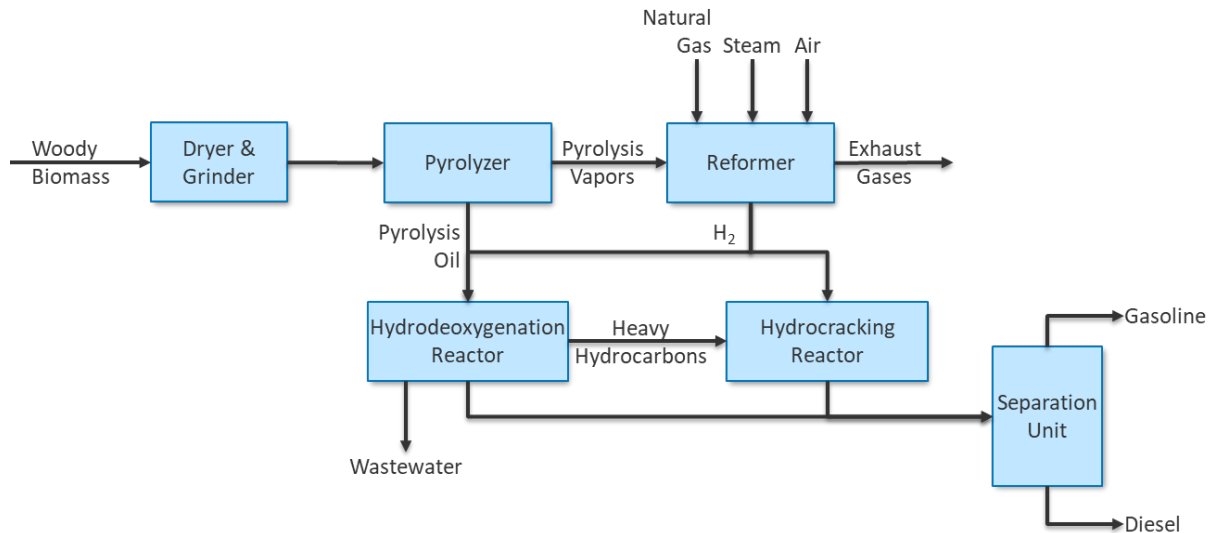 Natural
Gas Steam Air
Woody
Biomass
Dryer &
Grinder
Pyrolyzer
Pyrolysis
Vapors
Reformer
Exhaust
Gases
Pyrolysis
Oil
H₂
Hydrodeoxygenation
Reactor
Heavy
Hydrocarbons
Hydrocracking
Reactor
Gasoline
Separation
Unit
Wastewater
Diesel